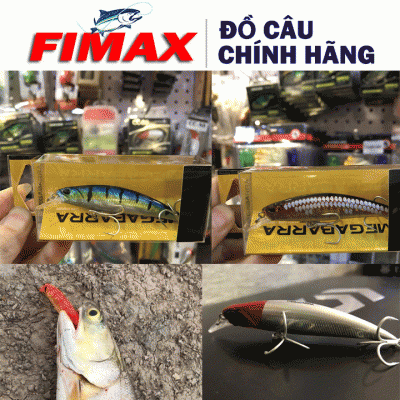 FIMAX
ĐỒ CÂU
CHÍNH HÃNG
MEGABARRA
MEGABARRA